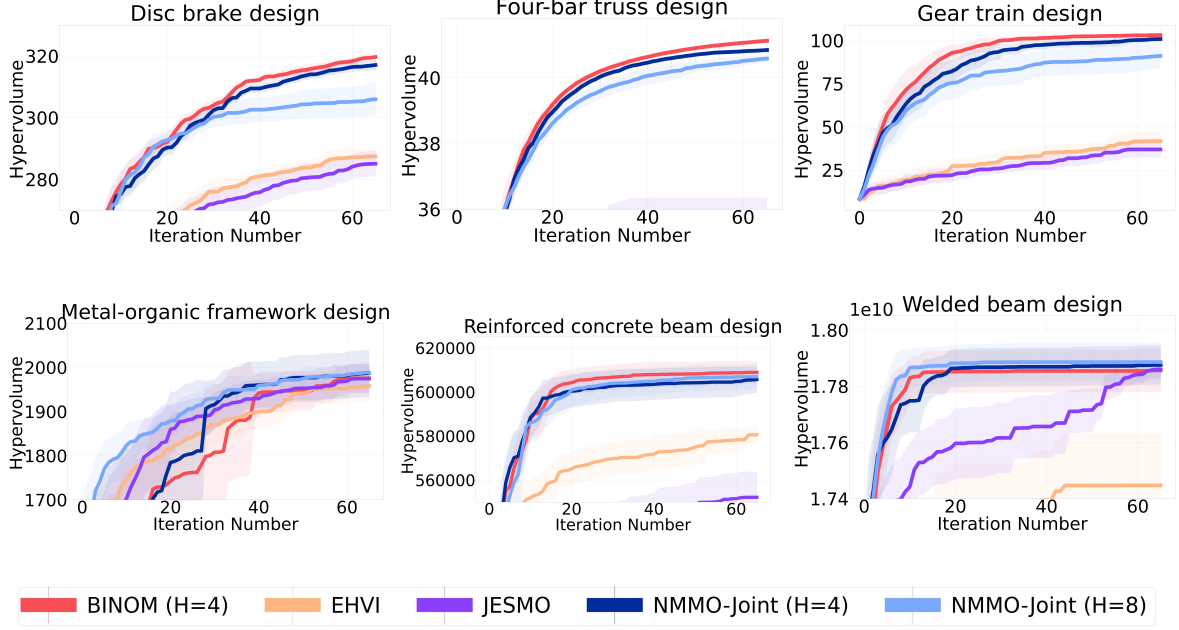 Disc brake design
Four-bar truss design
Gear train design
Hypervolume
320
300
280
0
20
40
60
Iteration Number
Hypervolume
40
38
36
0
20
40
60
Iteration Number
Hypervolume
100
75
50
25
0
20
40
60
Iteration Number
Metal-organic framework design
Reinforced concrete beam design
1e10
Welded beam design
Hypervolume
2100
2000
1900
1800
1700
0
20
40
60
Iteration Number
Hypervolume
620000
600000
580000
560000
0
20
40
60
Iteration Number
Hypervolume
1.80
1.78
1.76
1.74
0
20
40
60
Iteration Number
BINOM (H=4)
EHVI
JESMO
NMMO-Joint (H=4)
NMMO-Joint (H=8)